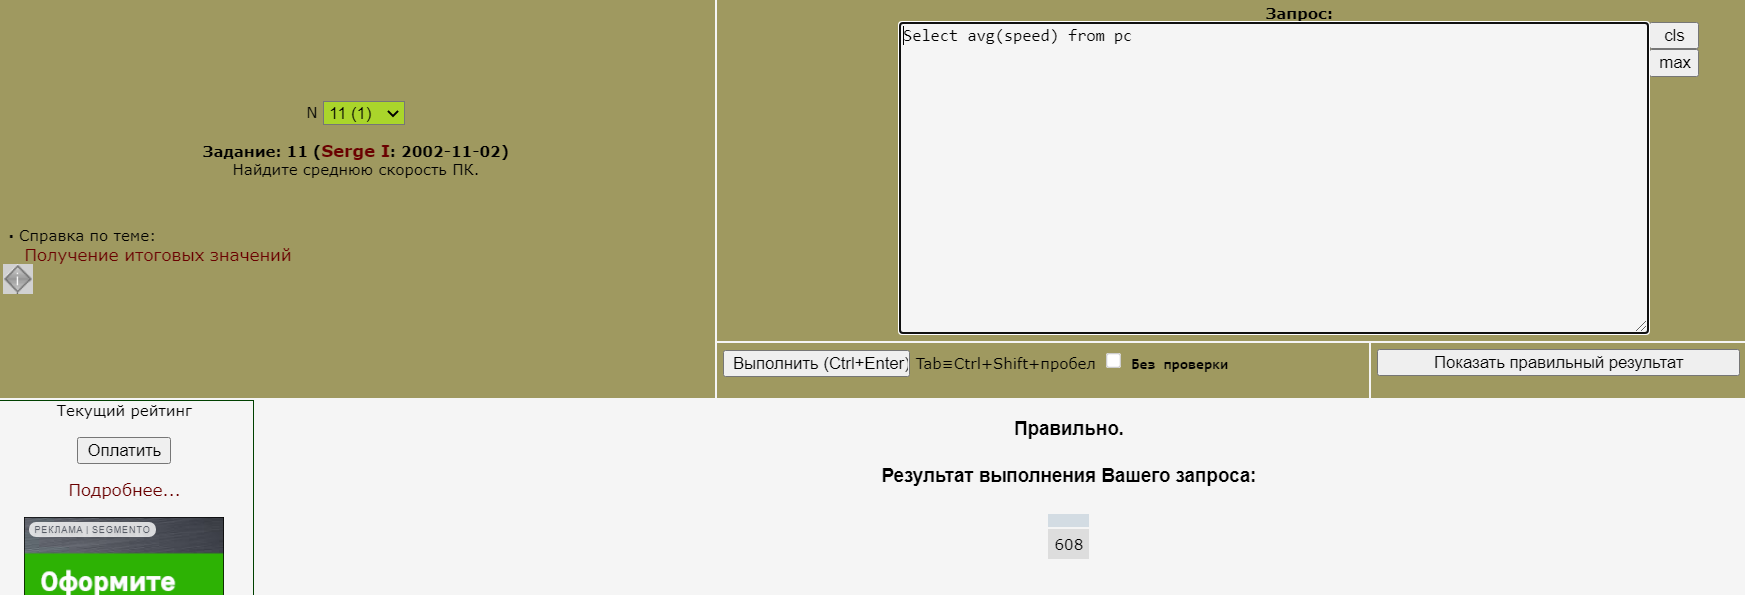 N 11 (1)
Задание: 11 (Serge I: 2002-11-02)
Найдите среднюю скорость ПК.
• Справка по теме:
Получение итоговых значений
i
Запрос:
Select avg(speed) from pc
cls
max
Выполнить (Ctrl+Enter) Tab≡Ctrl+Shift+пробел Без проверки
Показать правильный результат
Текущий рейтинг
Оплатить
Подробнее...
РЕКЛАМА | SEGMENTO
Оформите
Правильно.
Результат выполнения Вашего запроса:
608